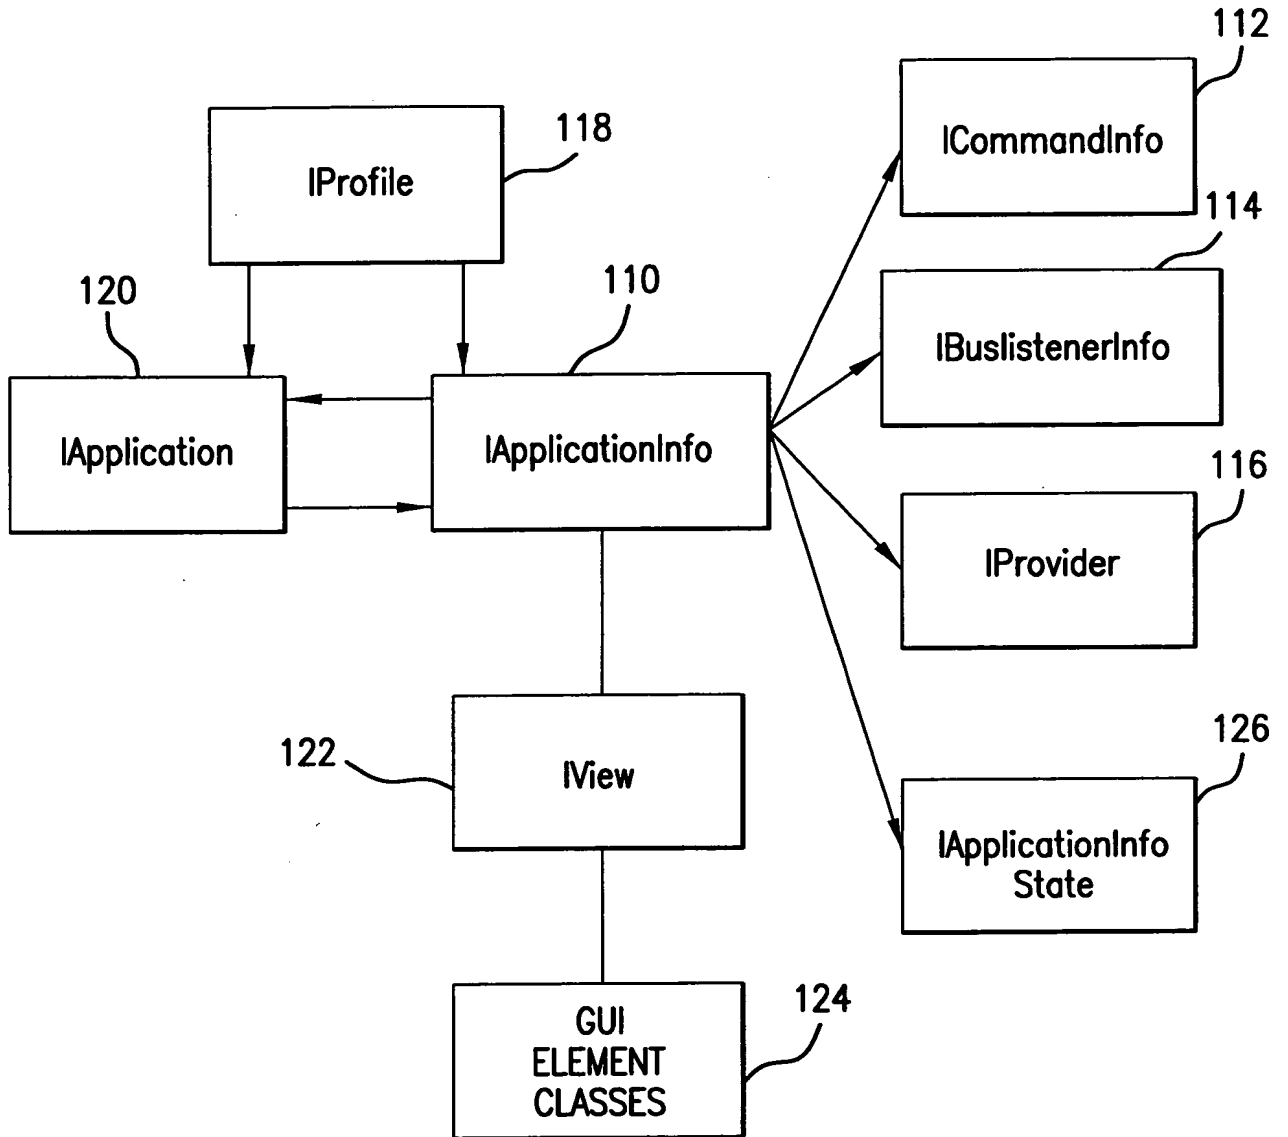 112
ICommandInfo
118
IProfile
114
IBuslistenerInfo
120
110
IApplication
IApplicationInfo
116
IProvider
122
IView
126
IApplicationInfo
State
124
GUI
ELEMENT
CLASSES